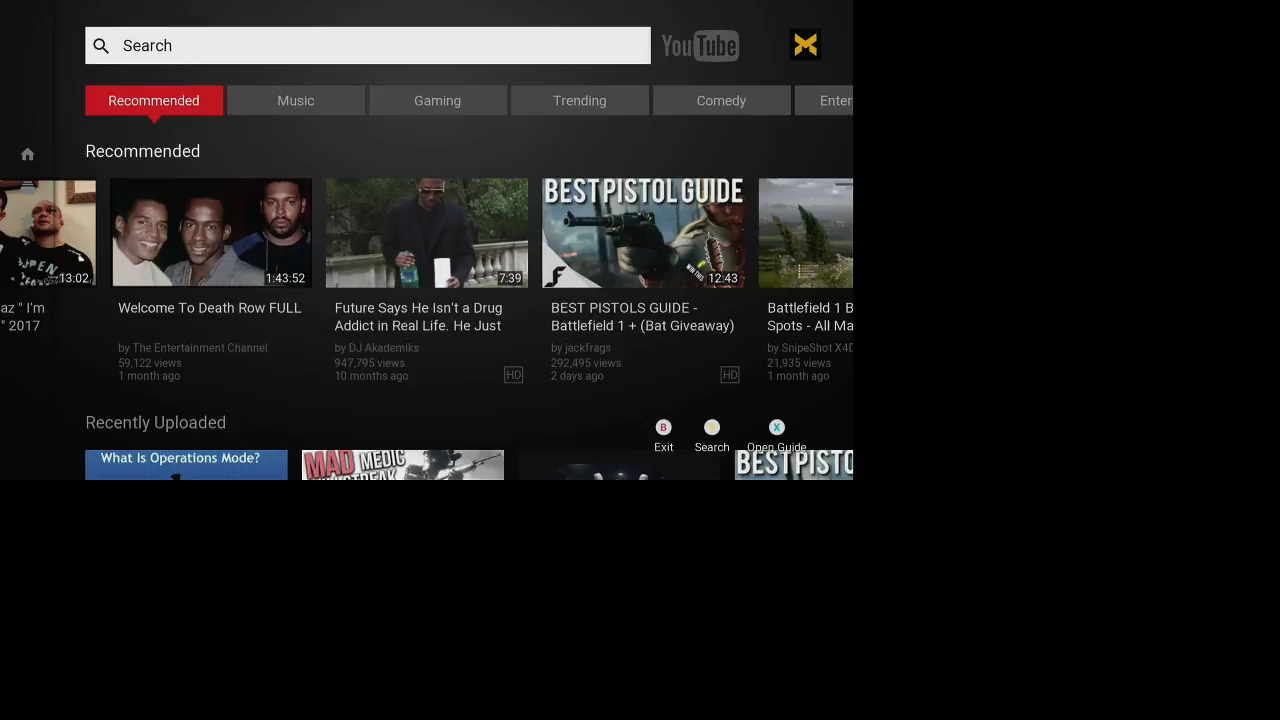 Search
YouTube
Recommended
Music
Gaming
Trending
Comedy
Enter
Recommended
OPEN
13:02
1:43:52
7:39
BEST PISTOL GUIDE
WIN THIS
12:43
az " I'm
" 2017
Welcome To Death Row FULL
by The Entertainment Channel
59,122 views
1 month ago
Future Says He Isn't a Drug
Addict in Real Life. He Just
by DJ Akademiks
947,795 views
10 months ago
HD
BEST PISTOLS GUIDE -
Battlefield 1 + (Bat Giveaway)
by jackfrags
292,495 views
2 days ago
HD
Battlefield 1 B
Spots - All Ma
by SnipeShot X4D
21,935 views
1 month ago
Recently Uploaded
B
Exit
Search
X
Open Guide
What Is Operations Mode?
MAD MEDIC
BEST PISTO